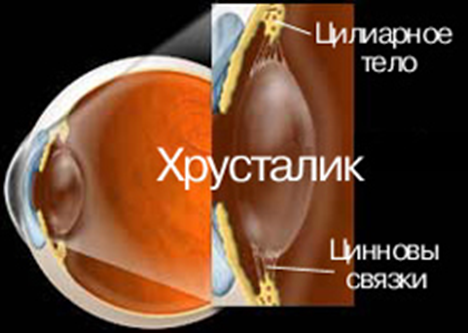 Цилиарное
тело
Хрусталик
Цинновы
связки